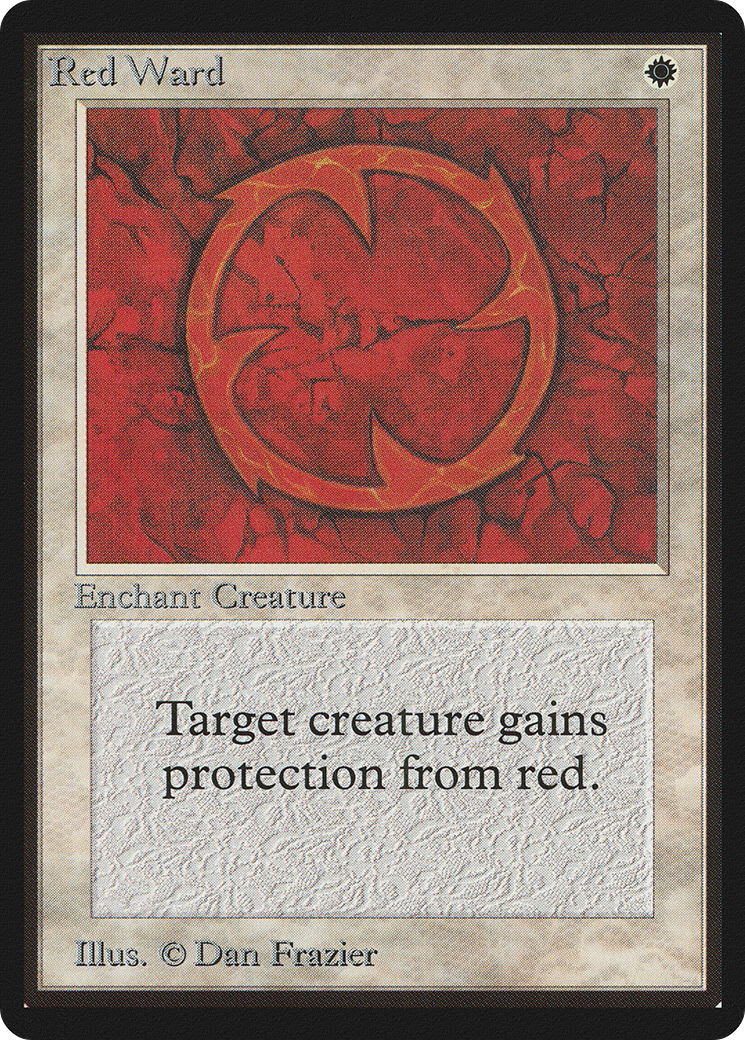 Red Ward
Enchant Creature
Target creature gains
protection from red.
Illus. © Dan Frazier